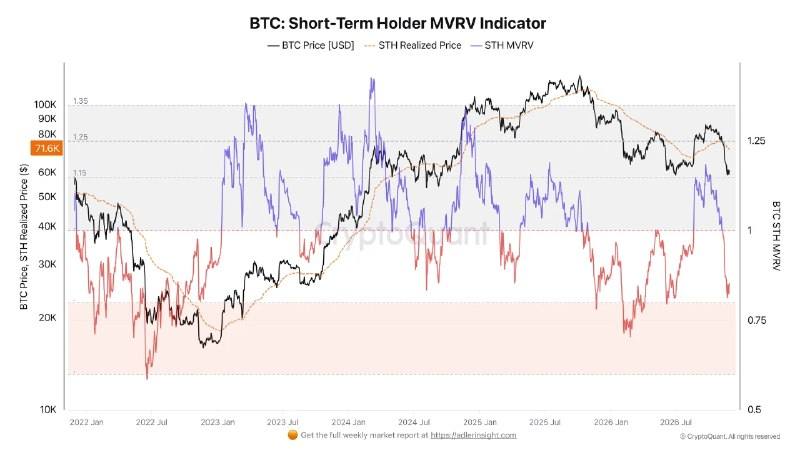 BTC: Short-Term Holder MVRV Indicator
BTC Price [USD] STH Realized Price STH MVRV
100K
90K
80K
71.6K
60K
50K
40K
30K
20K
10K
BTC Price, STH Realized Price ($)
1.35
1.25
1.15
CryptoQuant
1.25
1
0.75
0.5
BTC STH MVRV
2022 Jan 2022 Jul 2023 Jan 2023 Jul 2024 Jan 2024 Jul 2025 Jan 2025 Jul 2026 Jan 2026 Jul
Get the full weekly market report at https://adlerinsight.com
© CryptoQuant. All rights reserved